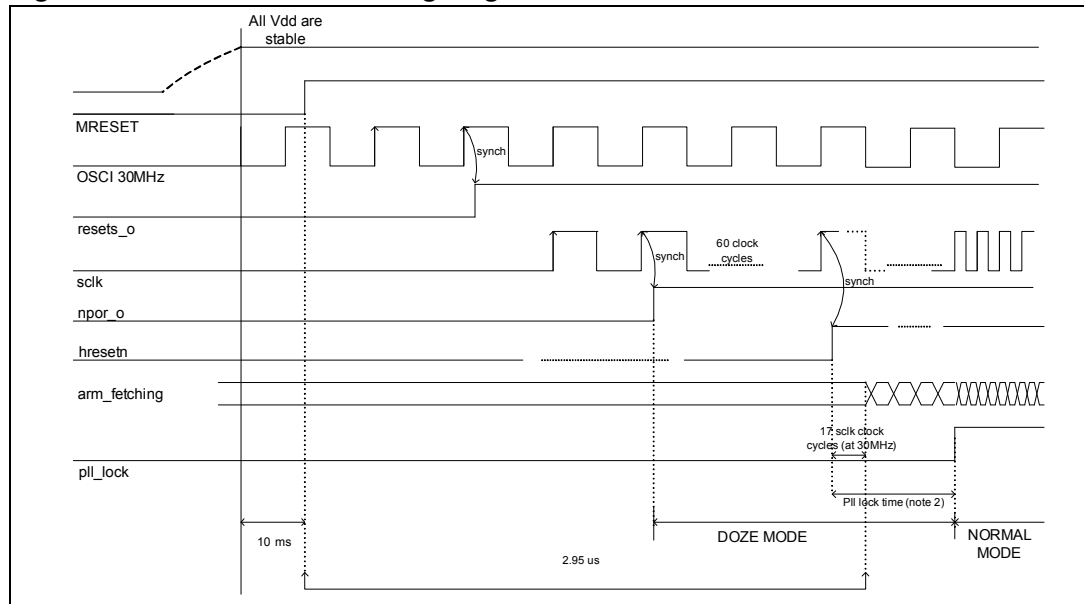 All Vdd are
stable
MRESET
synch
OSCI 30MHz
resets_o
60 clock
cycles
synch
sclk
synch
npor_o
hresetn
arm_fetching
17 sclk clock
cycles (at 30MHz)
pll_lock
Pll lock time (note 2)
10 ms
DOZE MODE
NORMAL
MODE
2.95 us